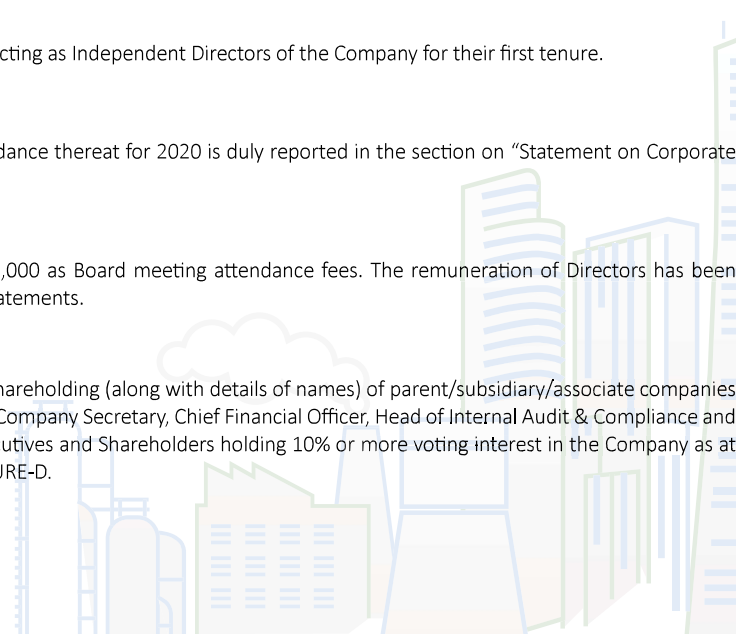 cting as Independent Directors of the Company for their first tenure.
dance thereat for 2020 is duly reported in the section on “Statement on Corporate
,000 as Board meeting attendance fees. The remuneration of Directors has been
atements.
hareholding (along with details of names) of parent/subsidiary/associate companies
Company Secretary, Chief Financial Officer, Head of Internal Audit & Compliance and
cutives and Shareholders holding 10% or more voting interest in the Company as at
URE-D.